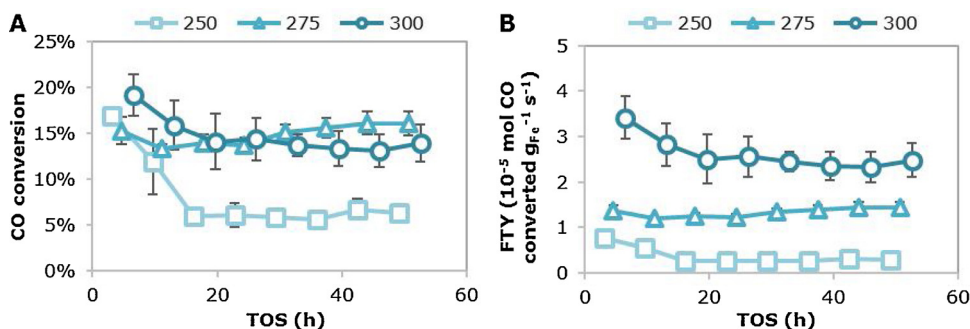 A
250 275 300
25%
20%
15%
10%
5%
0%
CO conversion
0 20 40 60
TOS (h)
B
250 275 300
5
4
3
2
1
0
FTY (10⁻⁵ mol CO
converted gFe⁻¹ s⁻¹)
0 20 40 60
TOS (h)